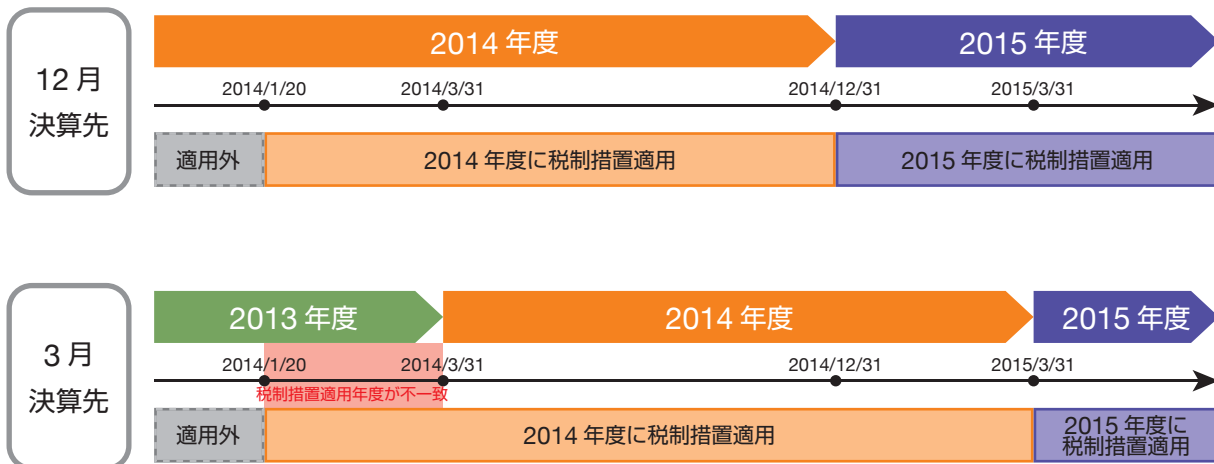 12 月
決算先
2014 年度
2015 年度
2014/1/20
2014/3/31
2014/12/31
2015/3/31
適用外
2014 年度に税制措置適用
2015 年度に税制措置適用
3 月
決算先
2013 年度
2014 年度
2015 年度
2014/1/20
2014/3/31
2014/12/31
2015/3/31
税制措置適用年度が不一致
適用外
2014 年度に税制措置適用
2015 年度に
税制措置適用